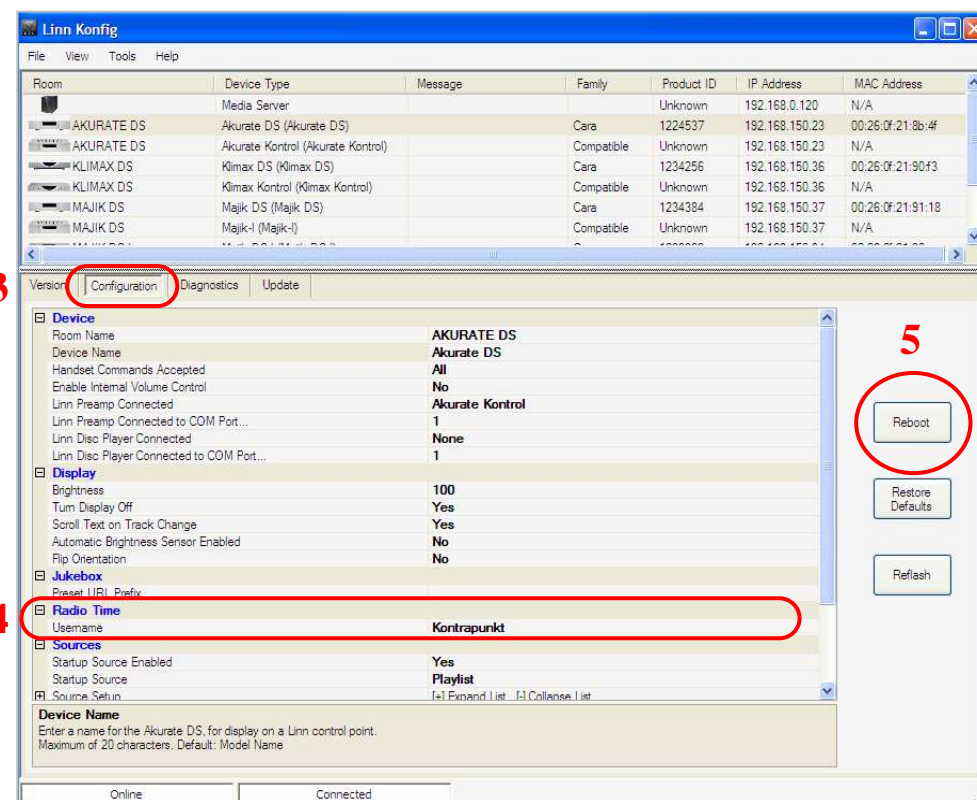 Linn Konfig
File View Tools Help
Room Device Type Message Family Product ID IP Address MAC Address
Media Server Unknown 192.168.0.120 N/A
AKURATE DS Akurate DS (Akurate DS) Cara 1224537 192.168.150.23 00:26:0f:21:8b:4f
AKURATE DS Akurate Kontrol (Akurate Kontrol) Compatible Unknown 192.168.150.23 N/A
KLIMAX DS Klimax DS (Klimax DS) Cara 1234256 192.168.150.36 00:26:0f:21:90:f3
KLIMAX DS Klimax Kontrol (Klimax Kontrol) Compatible Unknown 192.168.150.36 N/A
MAJIK DS Majik DS (Majik DS) Cara 1234384 192.168.150.37 00:26:0f:21:91:18
MAJIK DS Majik-I (Majik-I) Compatible Unknown 192.168.150.37 N/A
3
Version Configuration Diagnostics Update
Device
Room Name AKURATE DS
Device Name Akurate DS
Handset Commands Accepted All
Enable Internal Volume Control No
Linn Preamp Connected Akurate Kontrol
Linn Preamp Connected to COM Port... 1
Linn Disc Player Connected None
Linn Disc Player Connected to COM Port... 1
Display
Brightness 100
Turn Display Off Yes
Scroll Text on Track Change Yes
Automatic Brightness Sensor Enabled No
Flip Orientation No
Jukebox
Preset URL Prefix
4
Radio Time
Username Kontrapunkt
Sources
Startup Source Enabled Yes
Startup Source Playlist
Source Setup [+] Expand List [-] Collapse List
5
Reboot
Restore
Defaults
Reflash
Device Name
Enter a name for the Akurate DS, for display on a Linn control point.
Maximum of 20 characters. Default: Model Name
Online Connected